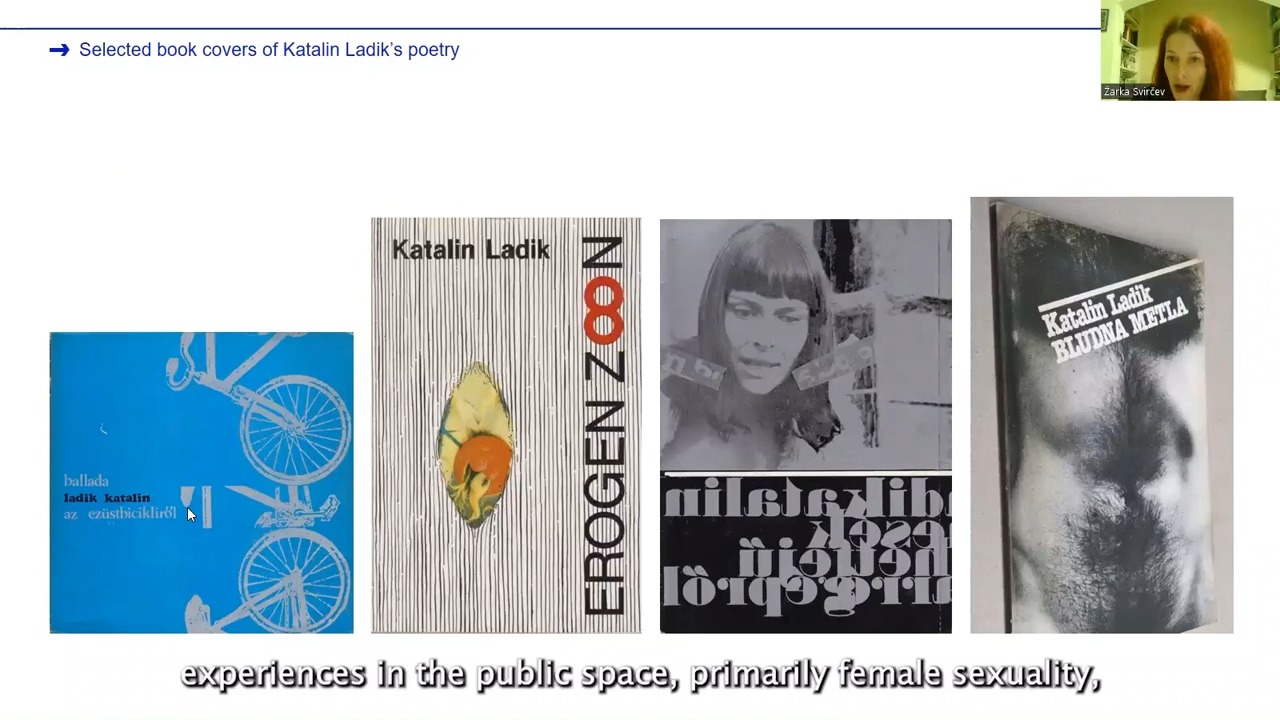 ➔ Selected book covers of Katalin Ladik's poetry
Žarka Svirčev
ballada
ladik katalin
az ezüstbicikliről
Katalin Ladik
EROGEN ZOON
Katalin Ladik
BLUDNA METLA
experiences in the public space, primarily female sexuality,